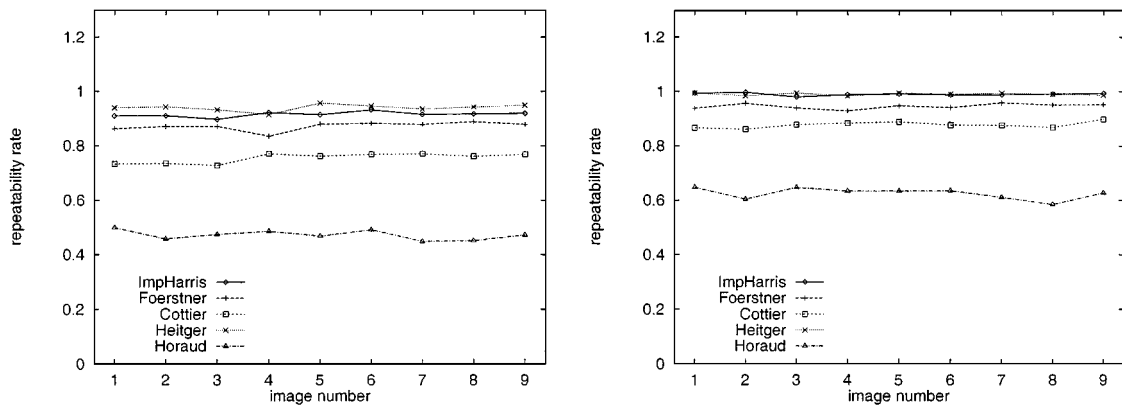 repeatability rate
1.2
1
0.8
0.6
0.4
0.2
0
ImpHarris
Foerstner
Cottier
Heitger
Horaud
1 2 3 4 5 6 7 8 9
image number
repeatability rate
1.2
1
0.8
0.6
0.4
0.2
0
ImpHarris
Foerstner
Cottier
Heitger
Horaud
1 2 3 4 5 6 7 8 9
image number